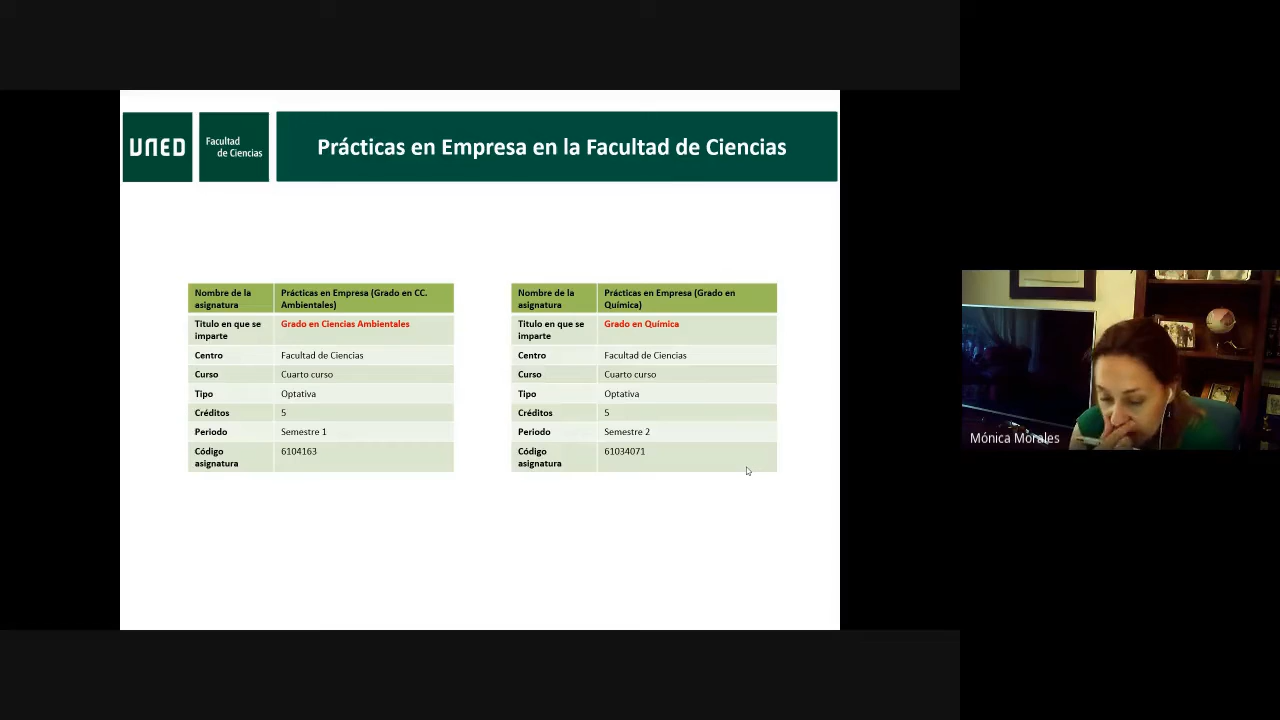 UNED
Facultad
de Ciencias
Prácticas en Empresa en la Facultad de Ciencias
Nombre de la
asignatura
Prácticas en Empresa (Grado en CC.
Ambientales)
Titulo en que se
imparte
Grado en Ciencias Ambientales
Centro
Facultad de Ciencias
Curso
Cuarto curso
Tipo
Optativa
Créditos
5
Periodo
Semestre 1
Código
asignatura
6104163
Nombre de la
asignatura
Prácticas en Empresa (Grado en
Química)
Titulo en que se
imparte
Grado en Química
Centro
Facultad de Ciencias
Curso
Cuarto curso
Tipo
Optativa
Créditos
5
Periodo
Semestre 2
Código
asignatura
61034071
Mónica Morales